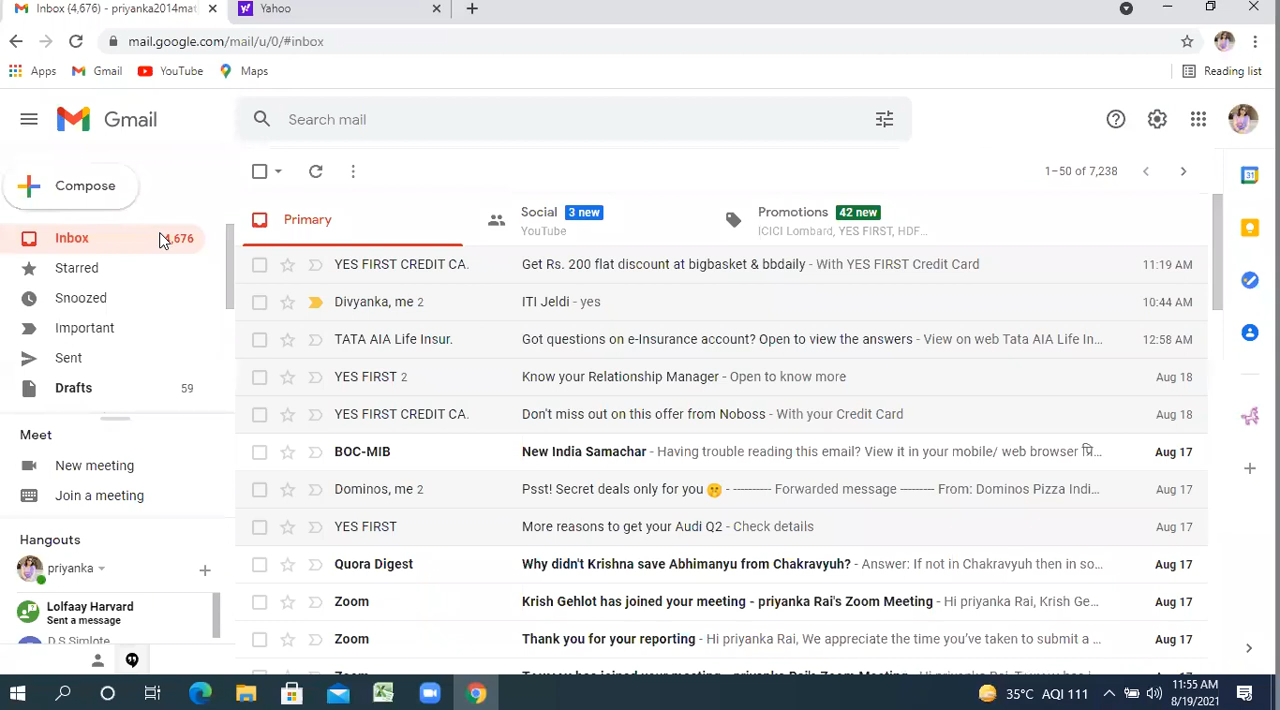 Inbox (4,676) - priyanka2014mat
Yahoo
mail.google.com/mail/u/0/#inbox
Apps Gmail YouTube Maps Reading list
Gmail
Search mail
Compose
1–50 of 7,238
Primary
Social 3 new
YouTube
Promotions 42 new
ICICI Lombard, YES FIRST, HDF...
Inbox ,676
Starred
Snoozed
Important
Sent
Drafts 59
Meet
New meeting
Join a meeting
Hangouts
priyanka
Lolfaay Harvard
Sent a message
D S Simlote
YES FIRST CREDIT CA. Get Rs. 200 flat discount at bigbasket & bbdaily - With YES FIRST Credit Card 11:19 AM
Divyanka, me 2 ITI Jeldi - yes 10:44 AM
TATA AIA Life Insur. Got questions on e-Insurance account? Open to view the answers - View on web Tata AIA Life In... 12:58 AM
YES FIRST 2 Know your Relationship Manager - Open to know more Aug 18
YES FIRST CREDIT CA. Don't miss out on this offer from Noboss - With your Credit Card Aug 18
BOC-MIB New India Samachar - Having trouble reading this email? View it in your mobile/ web browser नि... Aug 17
Dominos, me 2 Psst! Secret deals only for you 🤫 - ---------- Forwarded message --------- From: Dominos Pizza Indi... Aug 17
YES FIRST More reasons to get your Audi Q2 - Check details Aug 17
Quora Digest Why didn't Krishna save Abhimanyu from Chakravyuh? - Answer: If not in Chakravyuh then in so... Aug 17
Zoom Krish Gehlot has joined your meeting - priyanka Rai's Zoom Meeting - Hi priyanka Rai, Krish Ge... Aug 17
Zoom Thank you for your reporting - Hi priyanka Rai, We appreciate the time you've taken to submit a ... Aug 17
35°C AQI 111
11:55 AM
8/19/2021